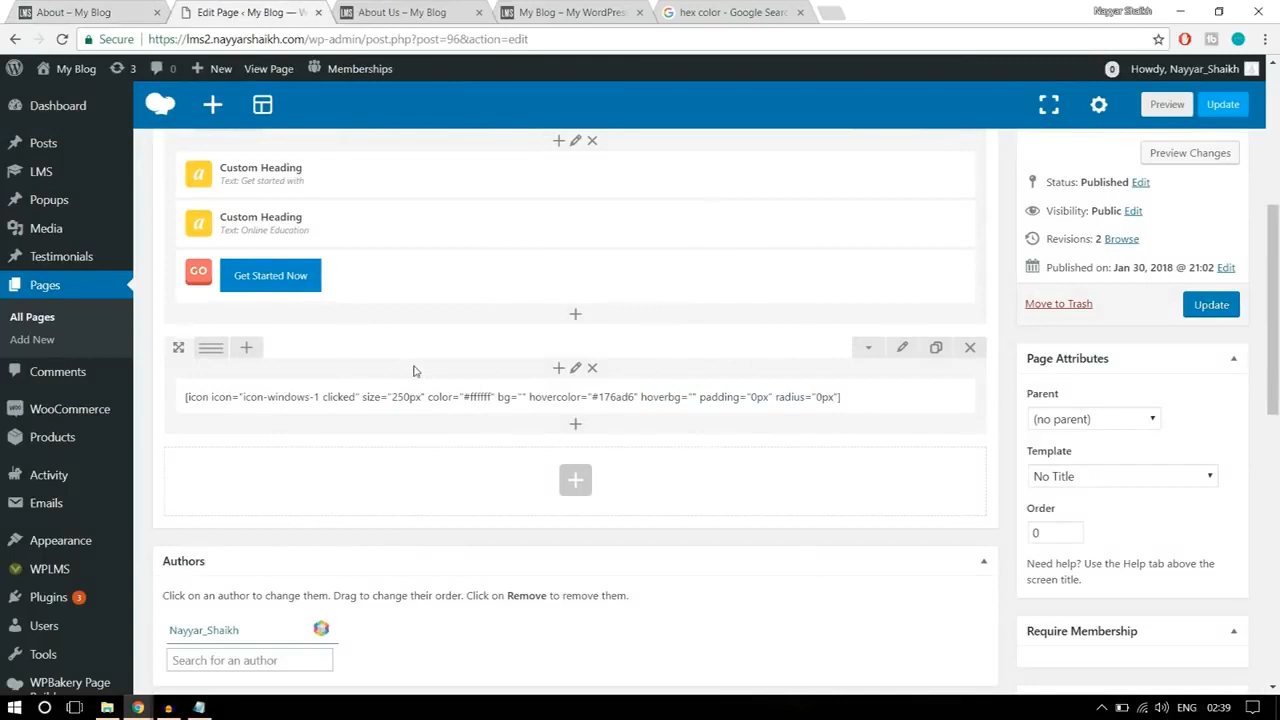 About – My Blog
Edit Page ‹ My Blog —
About Us – My Blog
My Blog – My WordPress
hex color - Google Sear
Nayyar Shaikh
Secure
https://lms2.nayyarshaikh.com/wp-admin/post.php?post=96&action=edit
My Blog
3
0
New
View Page
Memberships
0
Howdy, Nayyar_Shaikh
Dashboard
Posts
LMS
Popups
Media
Testimonials
Pages
All Pages
Add New
Comments
WooCommerce
Products
Activity
Emails
Appearance
WPLMS
Plugins 3
Users
Tools
WPBakery Page
Preview
Update
Custom Heading
Text: Get started with
Custom Heading
Text: Online Education
GO
Get Started Now
[icon icon="icon-windows-1 clicked" size="250px" color="#ffffff" bg="" hovercolor="#176ad6" hoverbg="" padding="0px" radius="0px"]
Authors
Click on an author to change them. Drag to change their order. Click on Remove to remove them.
Nayyar_Shaikh
Search for an author
Preview Changes
Status: Published Edit
Visibility: Public Edit
Revisions: 2 Browse
Published on: Jan 30, 2018 @ 21:02 Edit
Move to Trash
Update
Page Attributes
Parent
(no parent)
Template
No Title
Order
0
Need help? Use the Help tab above the
screen title.
Require Membership
ENG
02:39